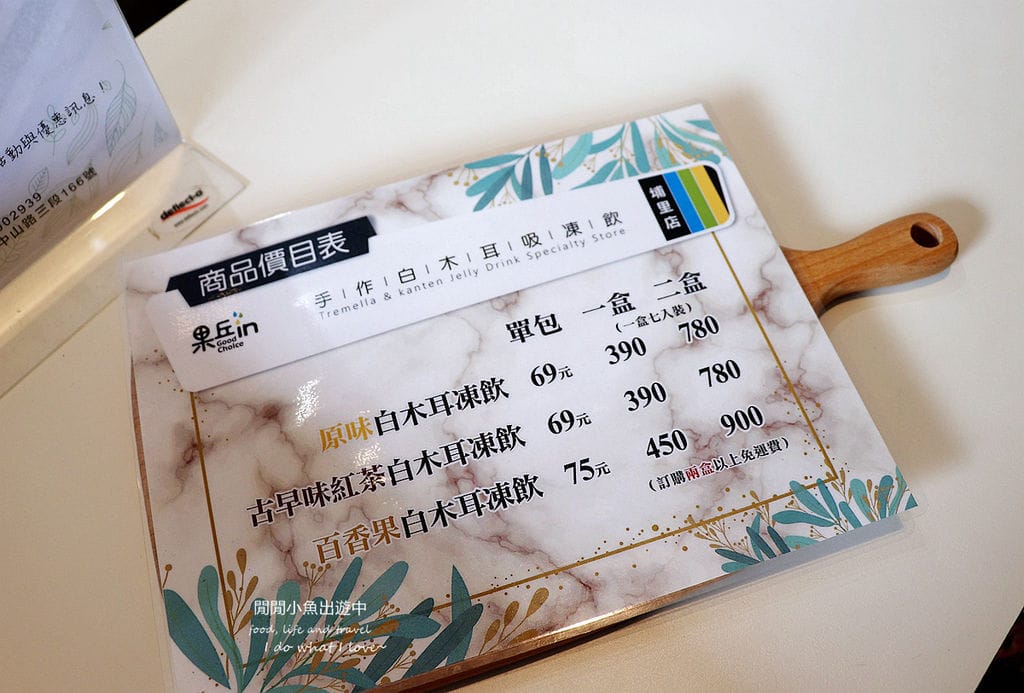 活動與優惠訊息！
002939
中山路三段166號
deflect-o
商品價目表
手|作|白|木|耳|吸|凍|飲
Tremella & kanten Jelly Drink Specialty Store
埔里店
果丘in
Good Choice
單包 一盒 二盒
(一盒七入裝)
原味白木耳凍飲 69元 390 780
古早味紅茶白木耳凍飲 69元 390 780
百香果白木耳凍飲 75元 450 900
(訂購兩盒以上免運費)
閒閒小魚出遊中
food, life and travel
I do what I love~